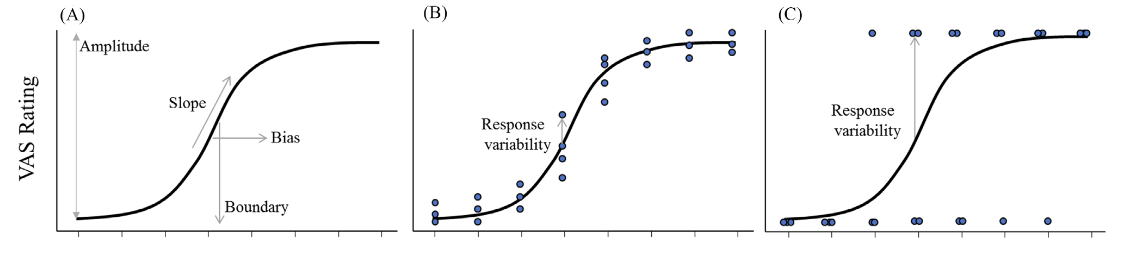 (A)
(B)
(C)
VAS Rating
Amplitude
Slope
Bias
Boundary
Response
variability
Response
variability